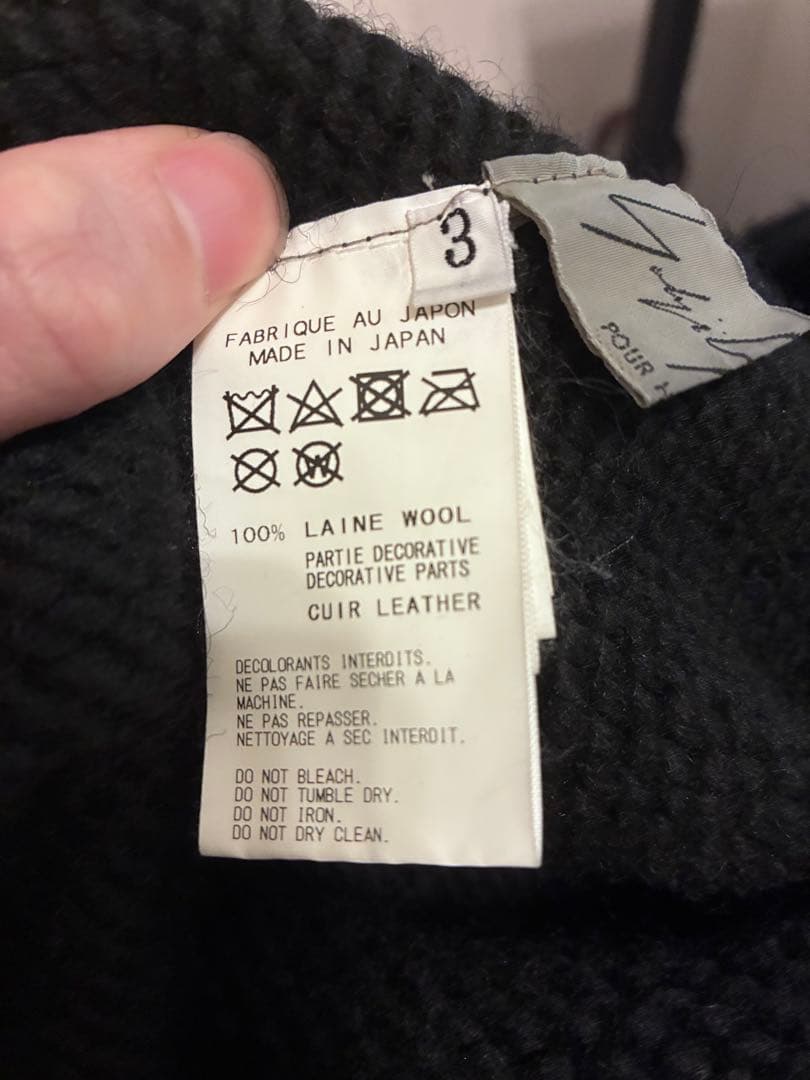 3
POUR
FABRIQUE AU JAPON
MADE IN JAPAN
W
100% LAINE WOOL
PARTIE DECORATIVE
DECORATIVE PARTS
CUIR LEATHER
DECOLORANTS INTERDITS.
NE PAS FAIRE SECHER A LA
MACHINE.
NE PAS REPASSER.
NETTOYAGE A SEC INTERDIT.
DO NOT BLEACH.
DO NOT TUMBLE DRY.
DO NOT IRON.
DO NOT DRY CLEAN.